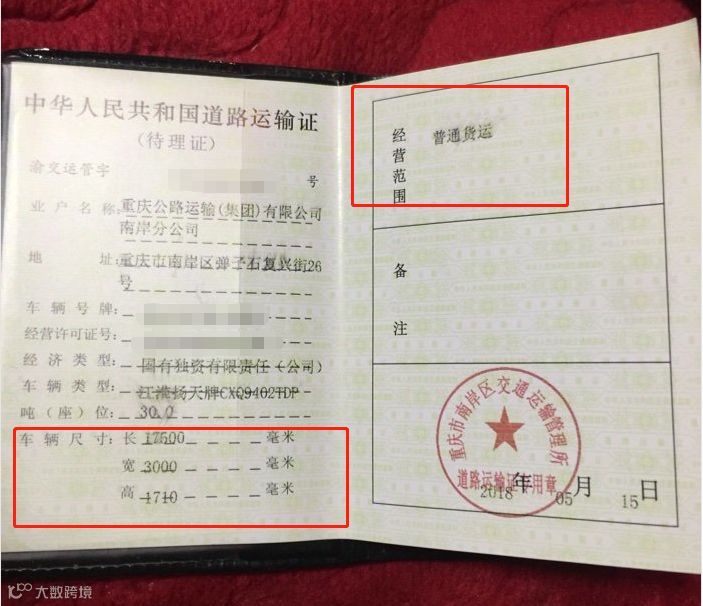 中华人民共和国道路运输证
（待理证）
渝交运管字 号
业户名称：重庆公路运输(集团)有限公司
南岸分公司
地 址：重庆市南岸区弹子石复兴街26
号
车辆号牌：
经营许可证号：
经济类型： 国有独资有限责任（公司）
车辆类型： 江淮扬天牌CXQ9402TDP
吨（座）位： 30.0
车辆尺寸：长 17500 毫米
宽 3000 毫米
高 1710 毫米
经营范围 普通货运
备注
重庆市南岸区交通运输管理所
道路运输证专用章
2018年05月15日
大数跨境